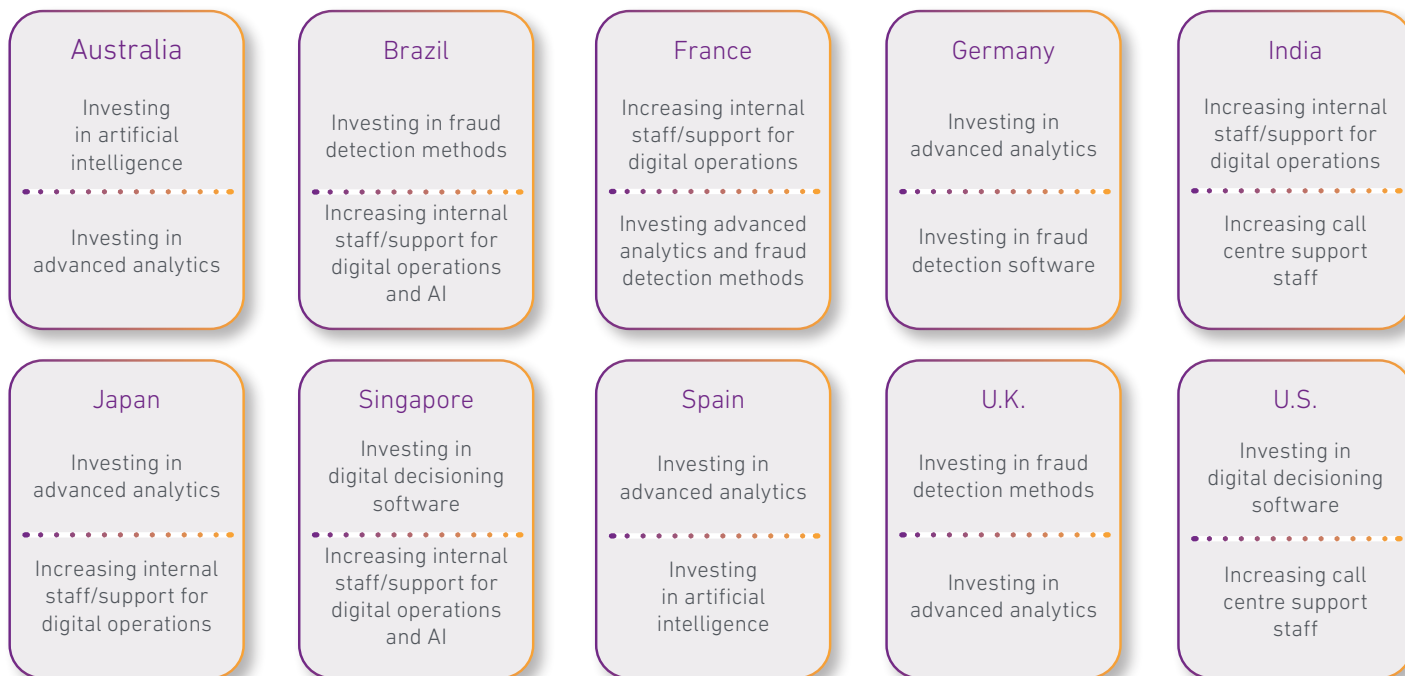 Australia
Investing
in artificial
intelligence
Investing in
advanced analytics
Brazil
Investing in fraud
detection methods
Increasing internal
staff/support for
digital operations
and AI
France
Increasing internal
staff/support for
digital operations
Investing advanced
analytics and fraud
detection methods
Germany
Investing in
advanced analytics
Investing in fraud
detection software
India
Increasing internal
staff/support for
digital operations
Increasing call
centre support
staff
Japan
Investing in
advanced analytics
Increasing internal
staff/support for
digital operations
Singapore
Investing in
digital decisioning
software
Increasing internal
staff/support for
digital operations
and AI
Spain
Investing in
advanced analytics
Investing
in artificial
intelligence
U.K.
Investing in fraud
detection methods
Investing in
advanced analytics
U.S.
Investing in
digital decisioning
software
Increasing call
centre support
staff